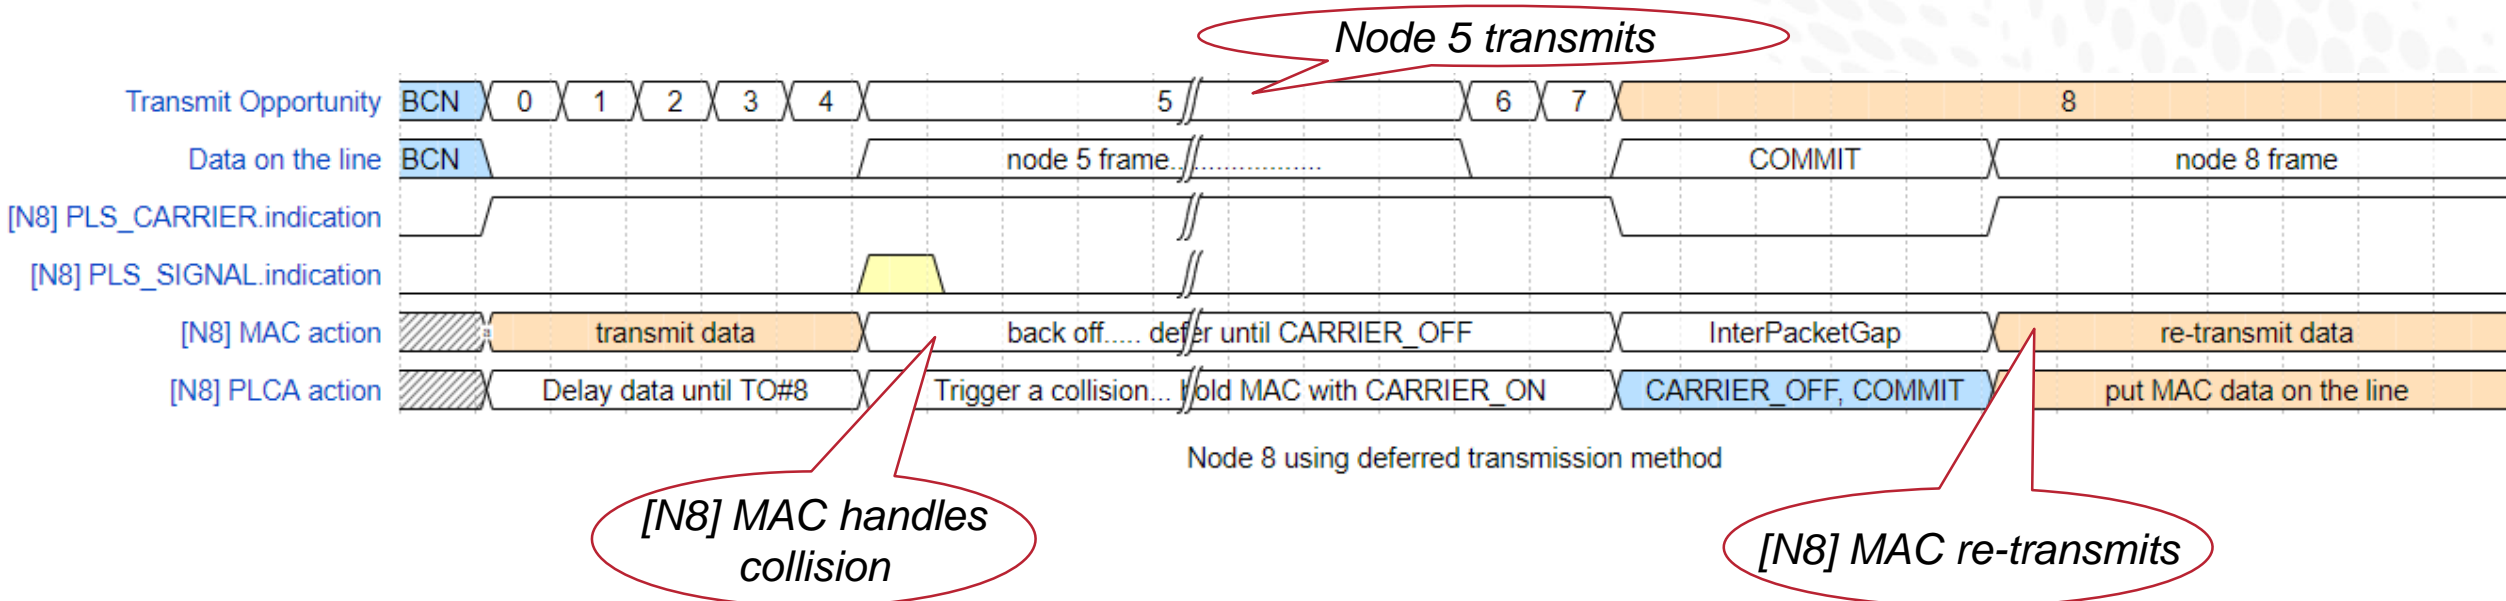 Node 5 transmits
Transmit Opportunity BCN 0 1 2 3 4 5 6 7 8
Data on the line BCN node 5 frame..................... COMMIT node 8 frame
[N8] PLS_CARRIER.indication
[N8] PLS_SIGNAL.indication
[N8] MAC action transmit data back off..... defer until CARRIER_OFF InterPacketGap re-transmit data
[N8] PLCA action Delay data until TO#8 Trigger a collision... hold MAC with CARRIER_ON CARRIER_OFF, COMMIT put MAC data on the line
Node 8 using deferred transmission method
[N8] MAC handles
collision
[N8] MAC re-transmits